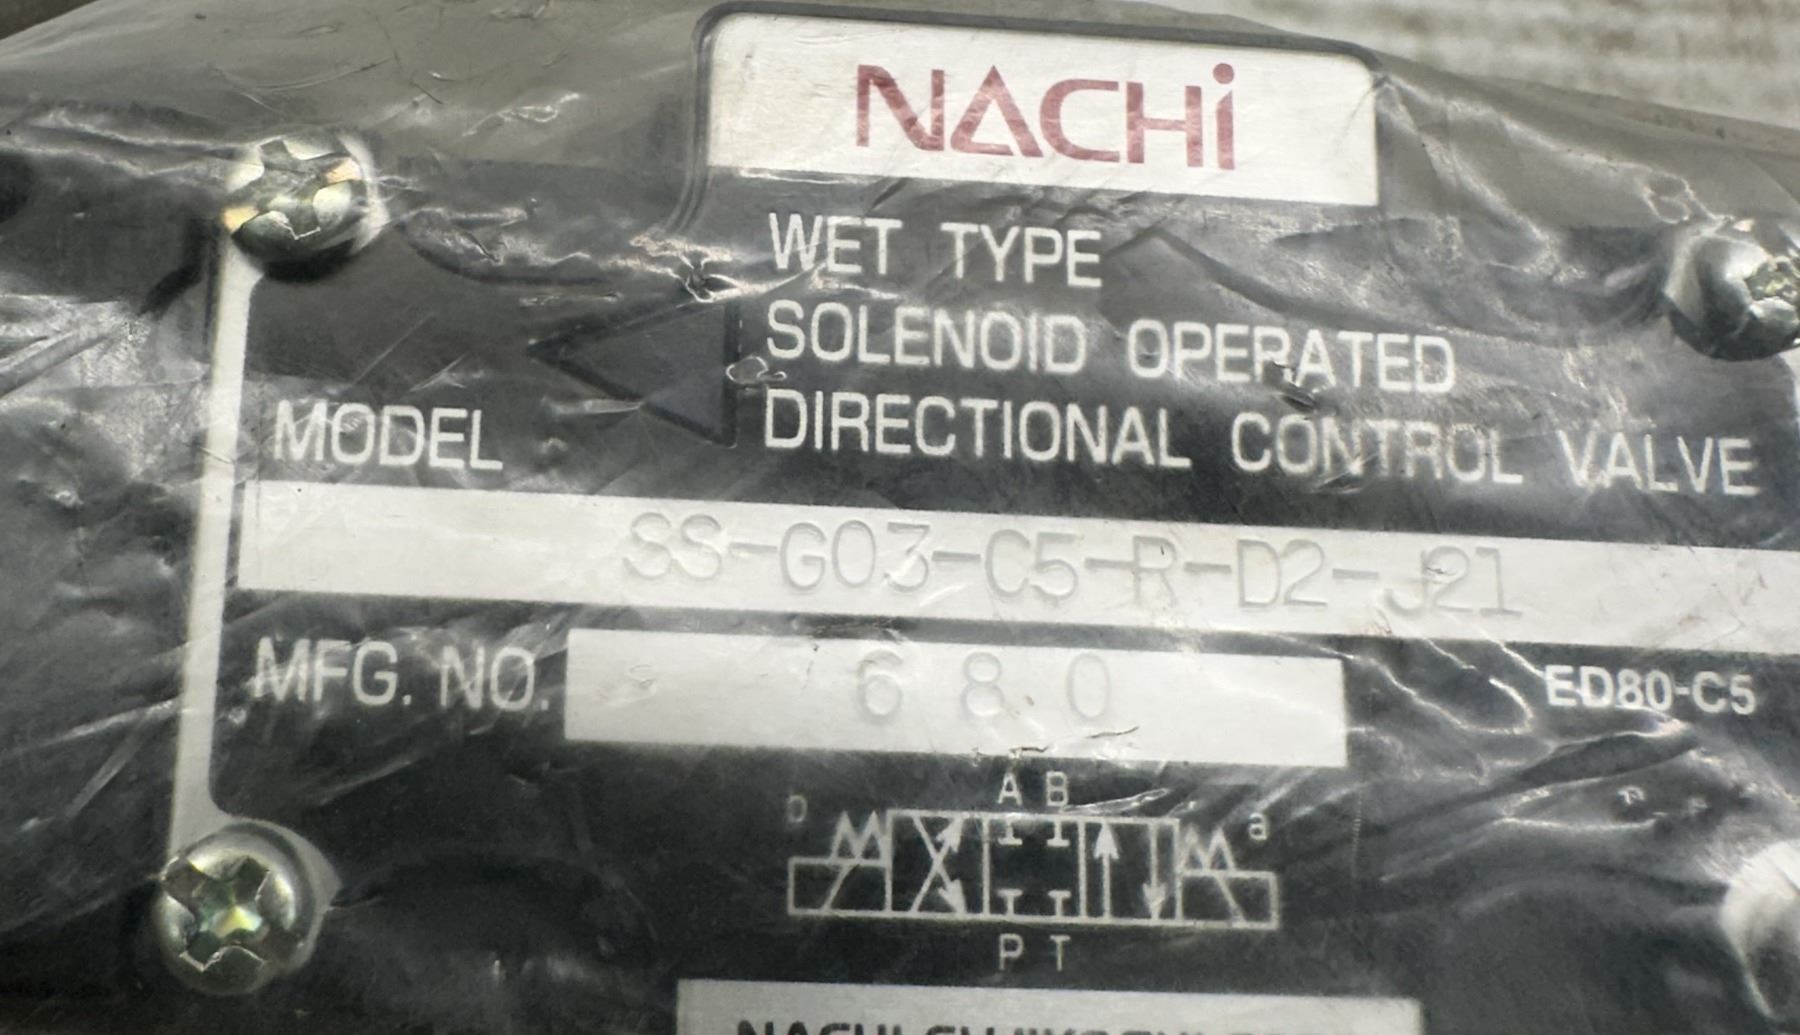 NACHi
WET TYPE
SOLENOID OPERATED
DIRECTIONAL CONTROL VALVE
MODEL
SS-G03-C5-R-D2-J21
MFG. NO. s 680
ED80-C5
A B
b a
P T